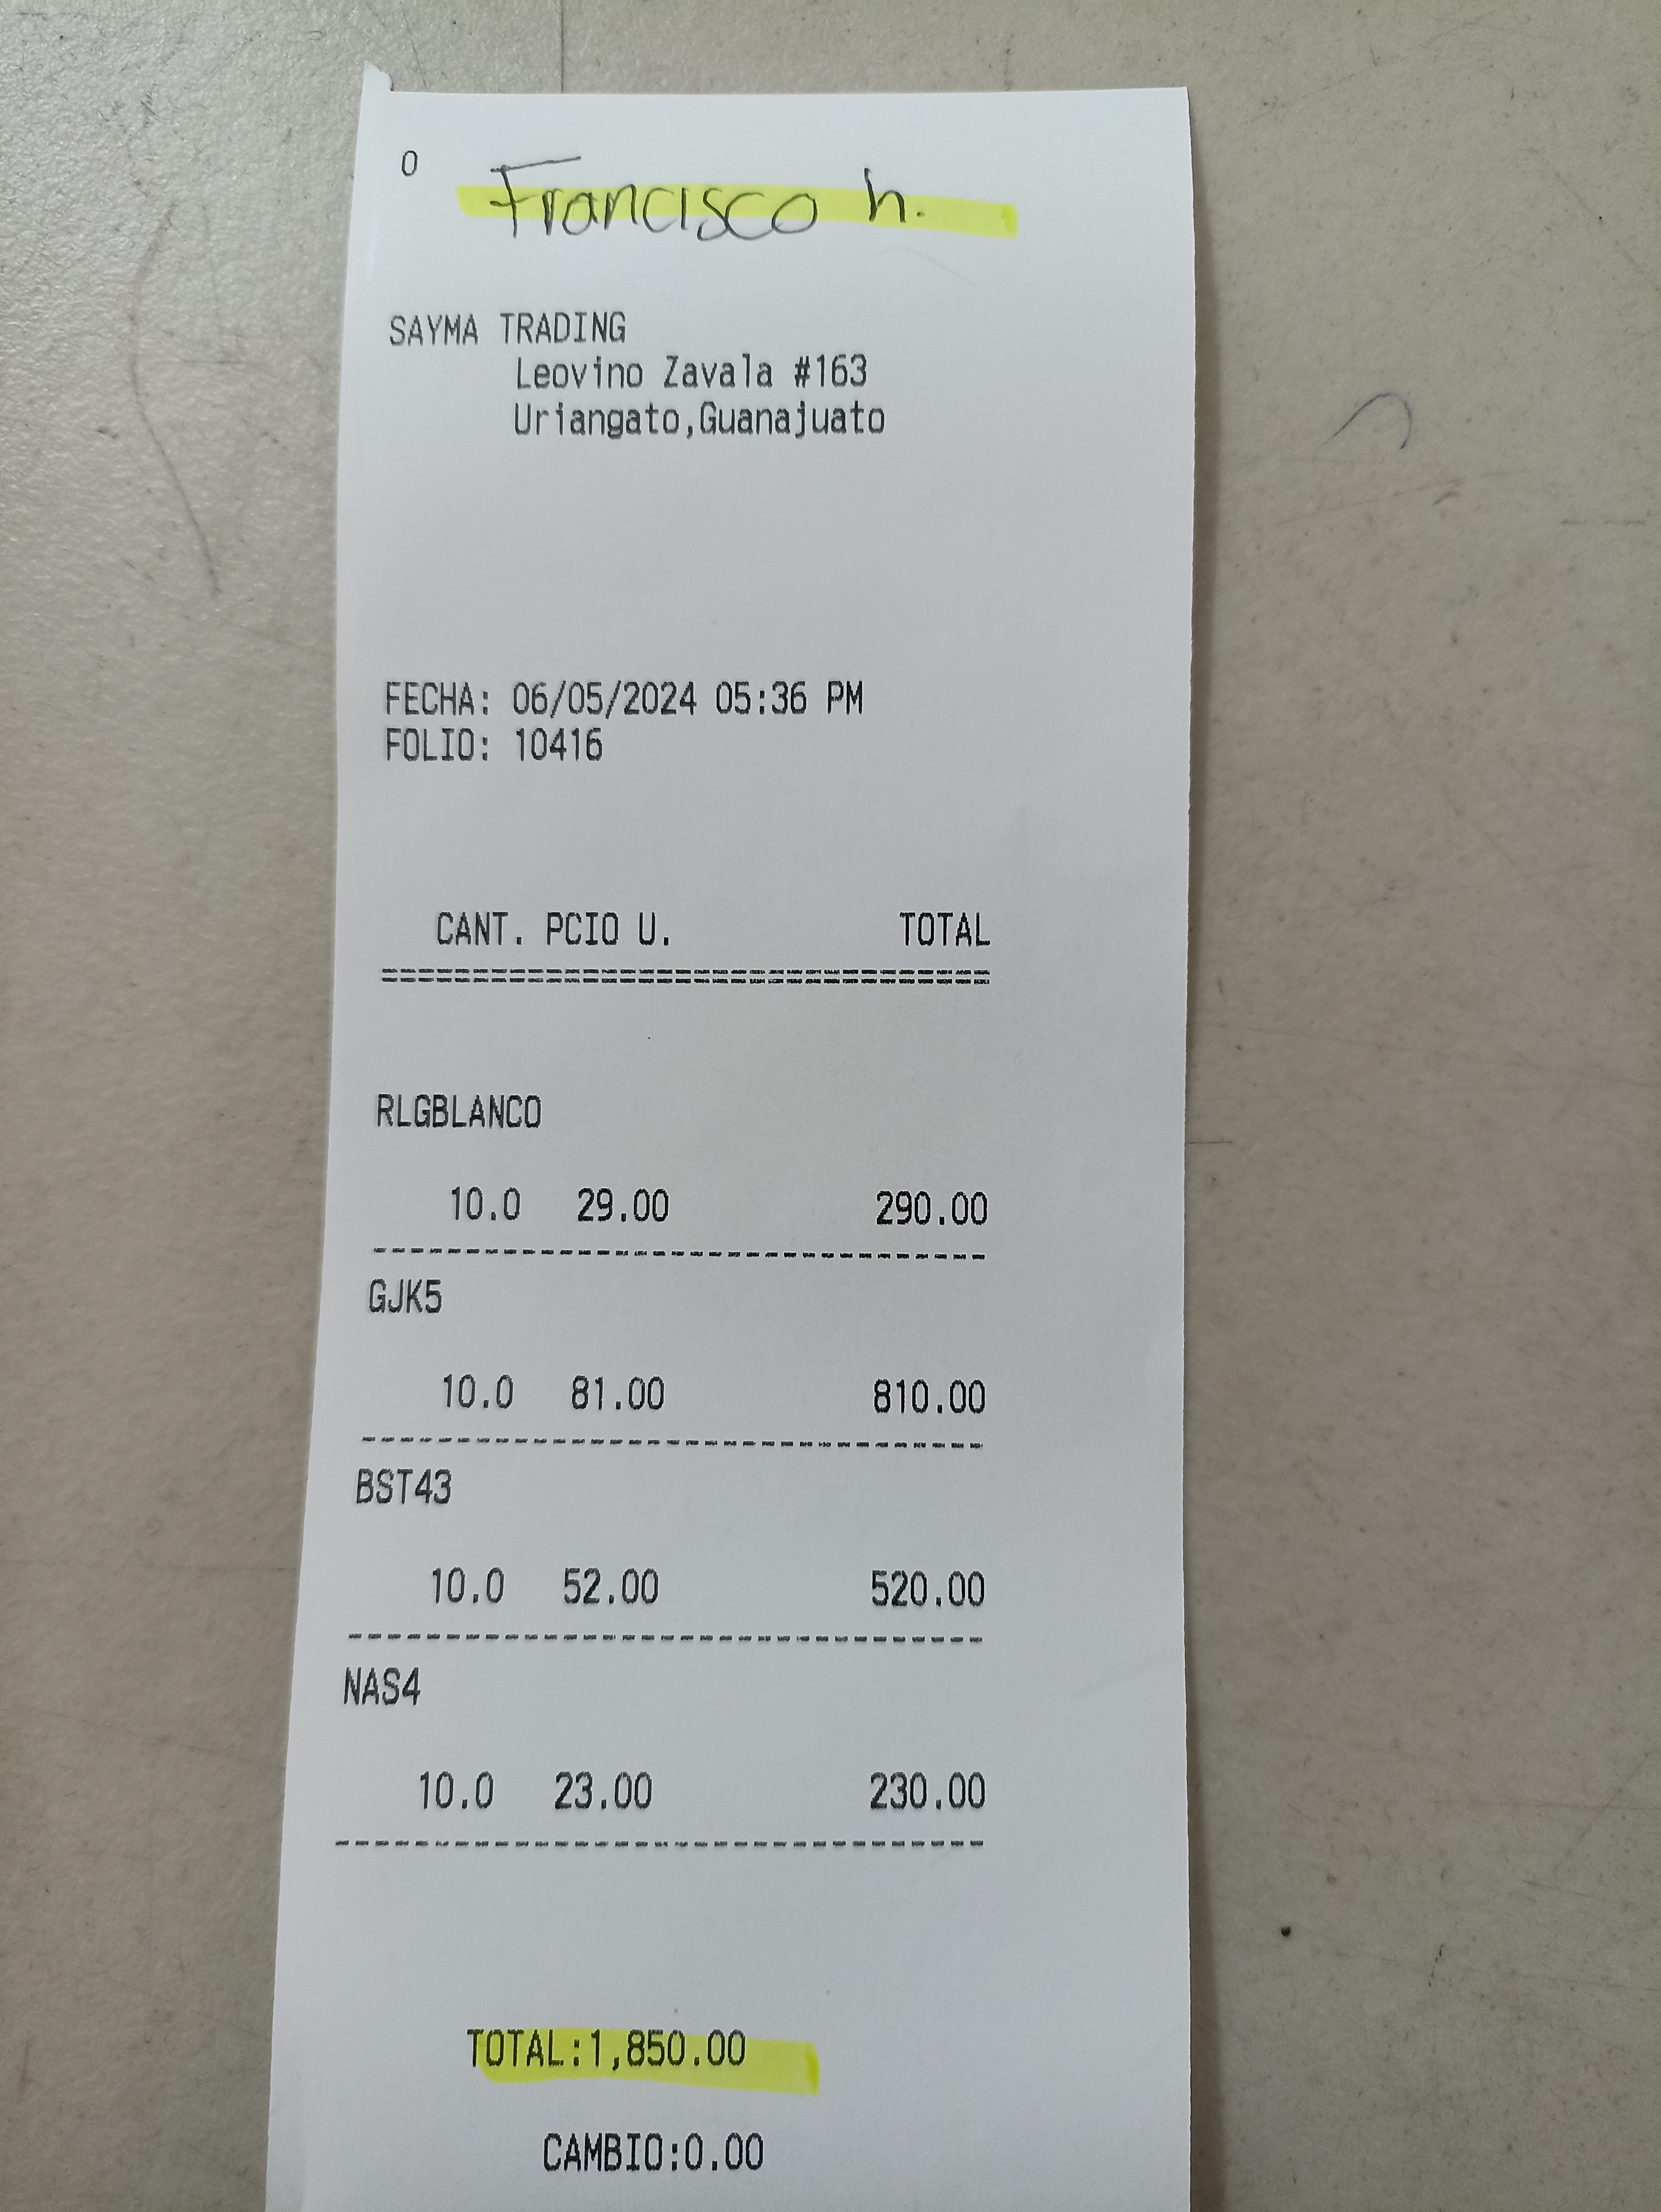 0
Francisco h.
SAYMA TRADING
Leovino Zavala #163
Uriangato,Guanajuato
FECHA: 06/05/2024 05:36 PM
FOLIO: 10416
CANT. PCIO U. TOTAL
==================================
RLGBLANCO
10.0 29.00 290.00
----------------------------------
GJK5
10.0 81.00 810.00
----------------------------------
BST43
10.0 52.00 520.00
----------------------------------
NAS4
10.0 23.00 230.00
----------------------------------
TOTAL:1,850.00
CAMBIO:0.00